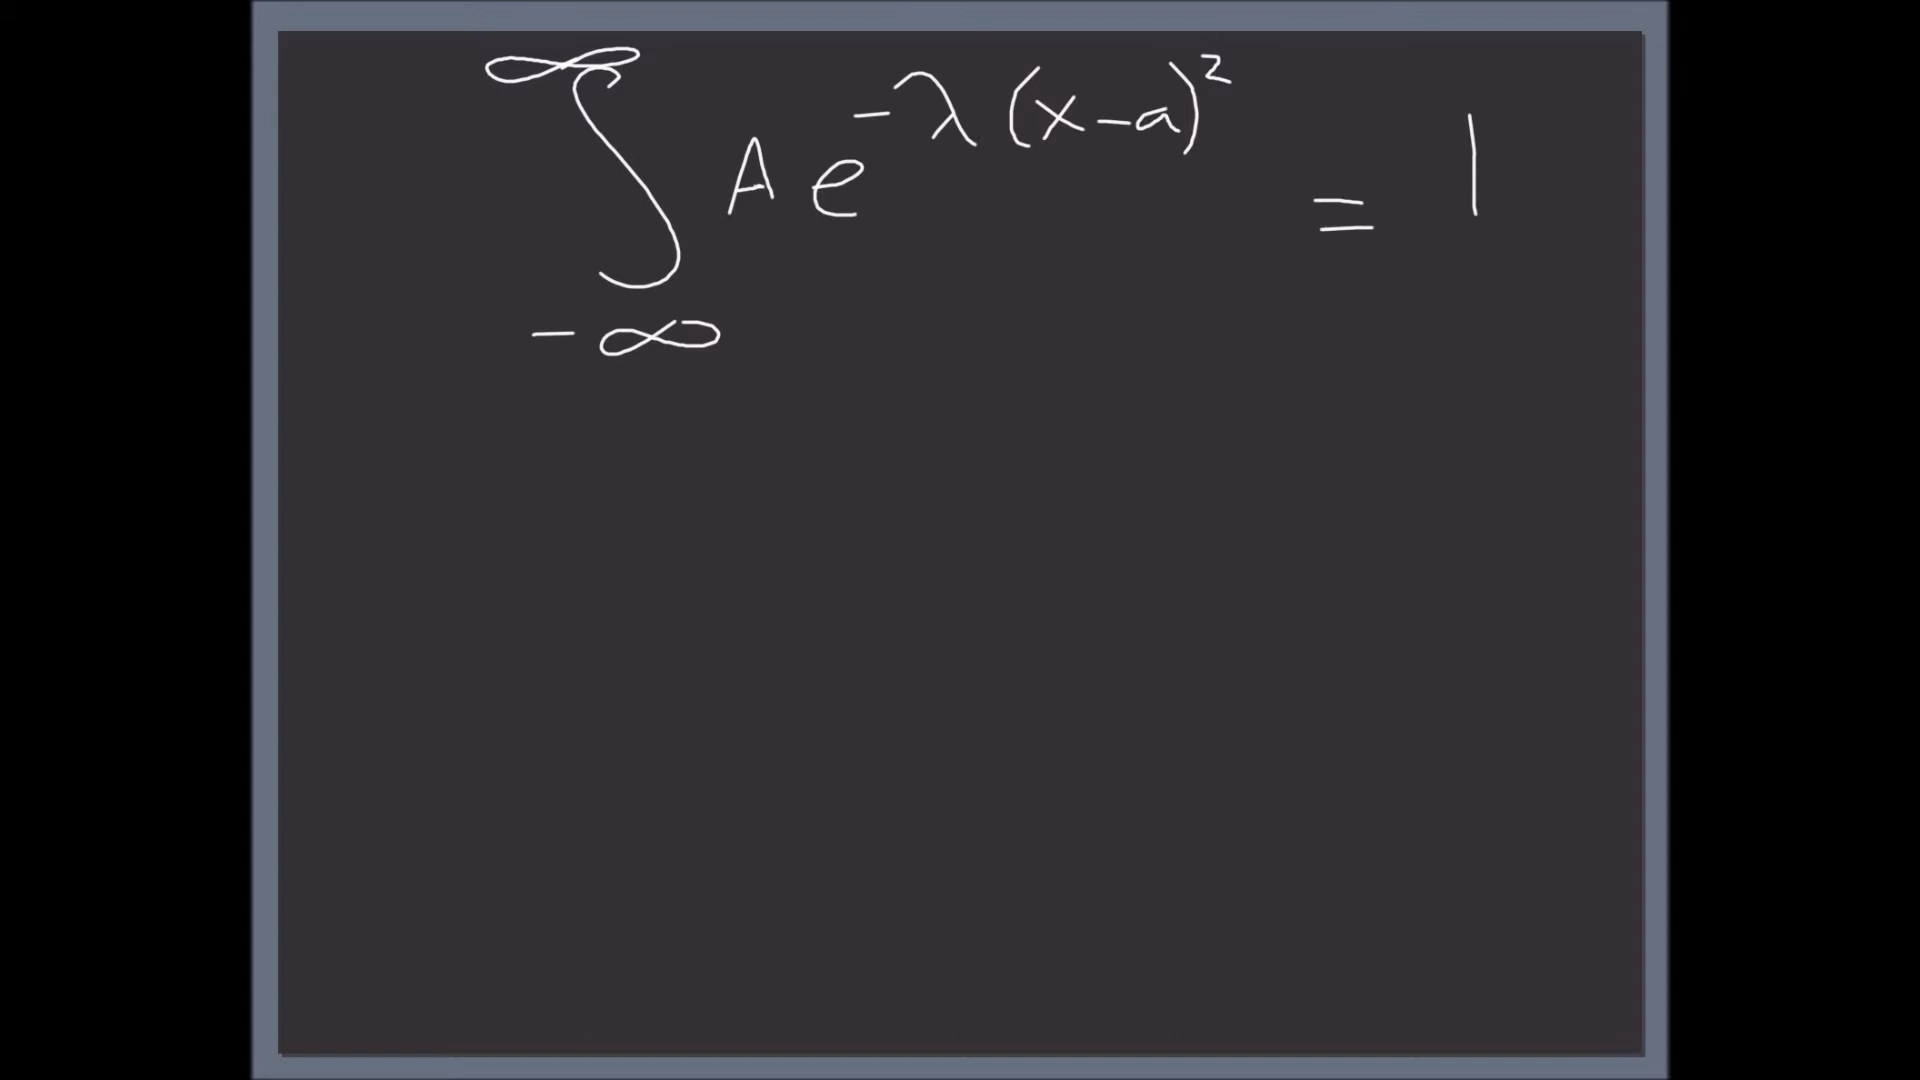 ∫_{-∞}^{∞} A e^{-λ(x-a)²} = 1